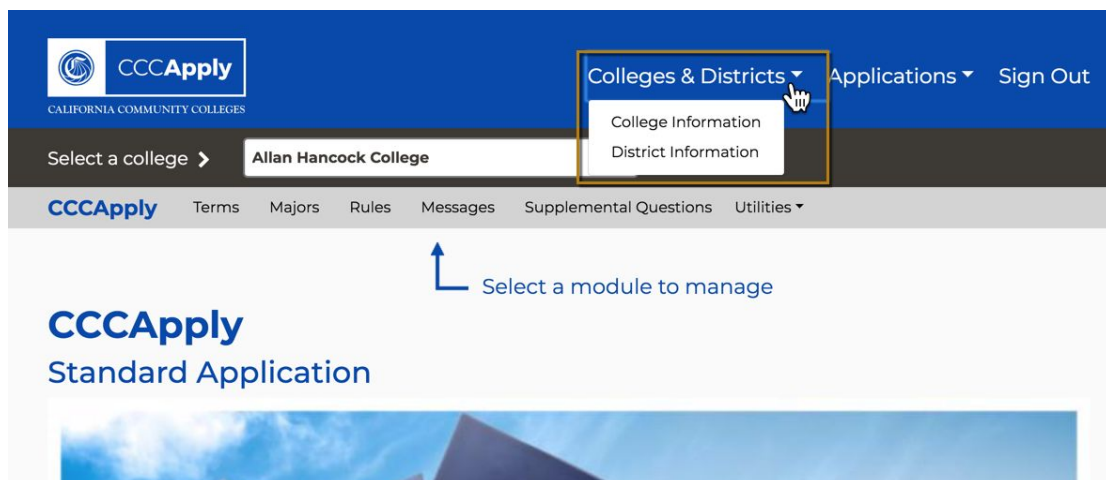 CCCApply
CALIFORNIA COMMUNITY COLLEGES
Colleges & Districts Applications Sign Out
College Information
District Information
Select a college Allan Hancock College
CCCApply Terms Majors Rules Messages Supplemental Questions Utilities
Select a module to manage
CCCApply
Standard Application